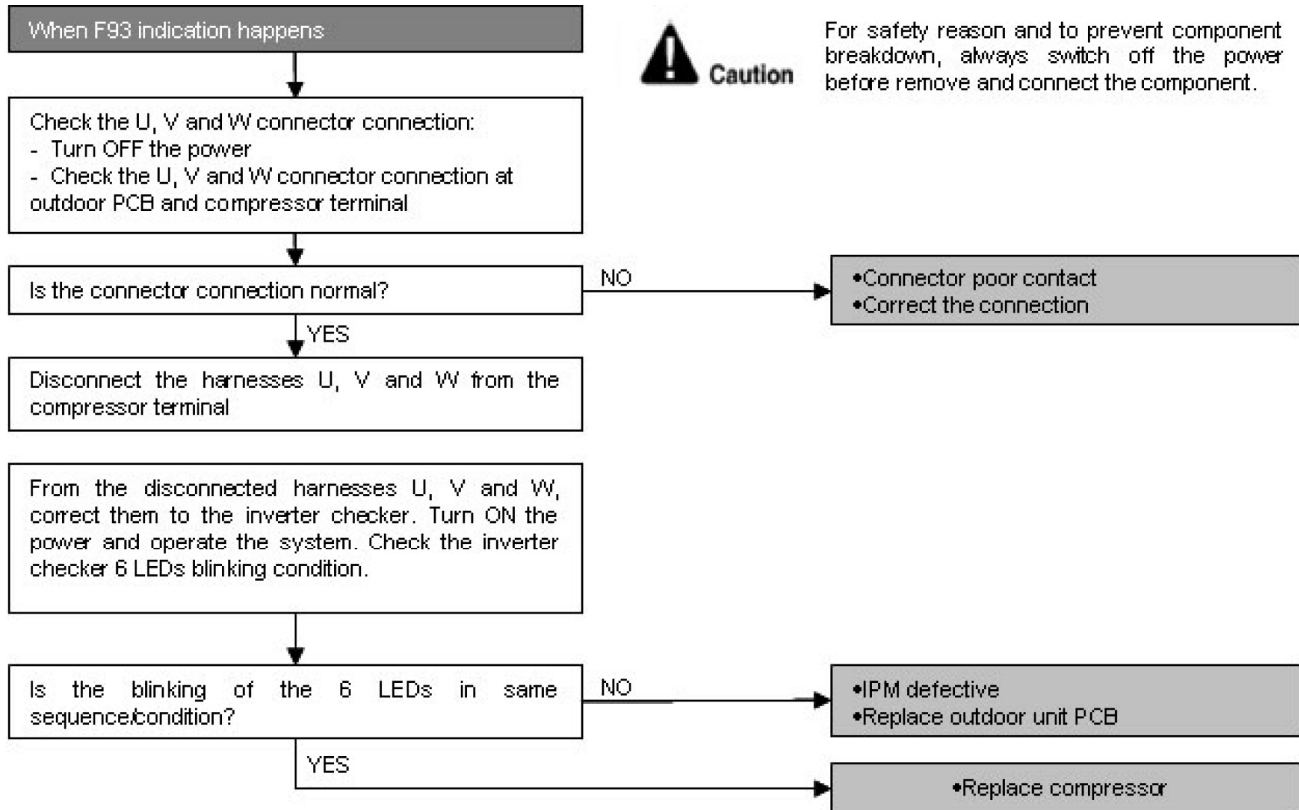 When F93 indication happens
Caution
For safety reason and to prevent component
breakdown, always switch off the power
before remove and connect the component.
Check the U, V and W connector connection:
- Turn OFF the power
- Check the U, V and W connector connection at
outdoor PCB and compressor terminal
Is the connector connection normal?
NO
•Connector poor contact
•Correct the connection
YES
Disconnect the harnesses U, V and W from the
compressor terminal
From the disconnected harnesses U, V and W,
correct them to the inverter checker. Turn ON the
power and operate the system. Check the inverter
checker 6 LEDs blinking condition.
Is the blinking of the 6 LEDs in same
sequence/condition?
NO
•IPM defective
•Replace outdoor unit PCB
YES
•Replace compressor